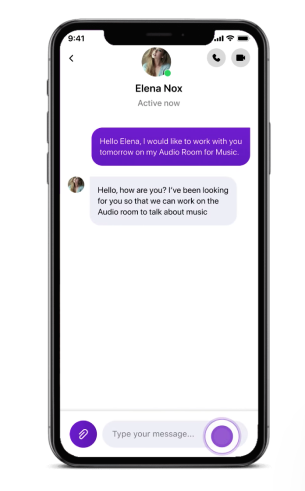 9:41
Elena Nox
Active now
Hello Elena, I would like to work with you
tomorrow on my Audio Room for Music.
Hello, how are you? I've been looking
for you so that we can work on the
Audio room to talk about music
Type your message...